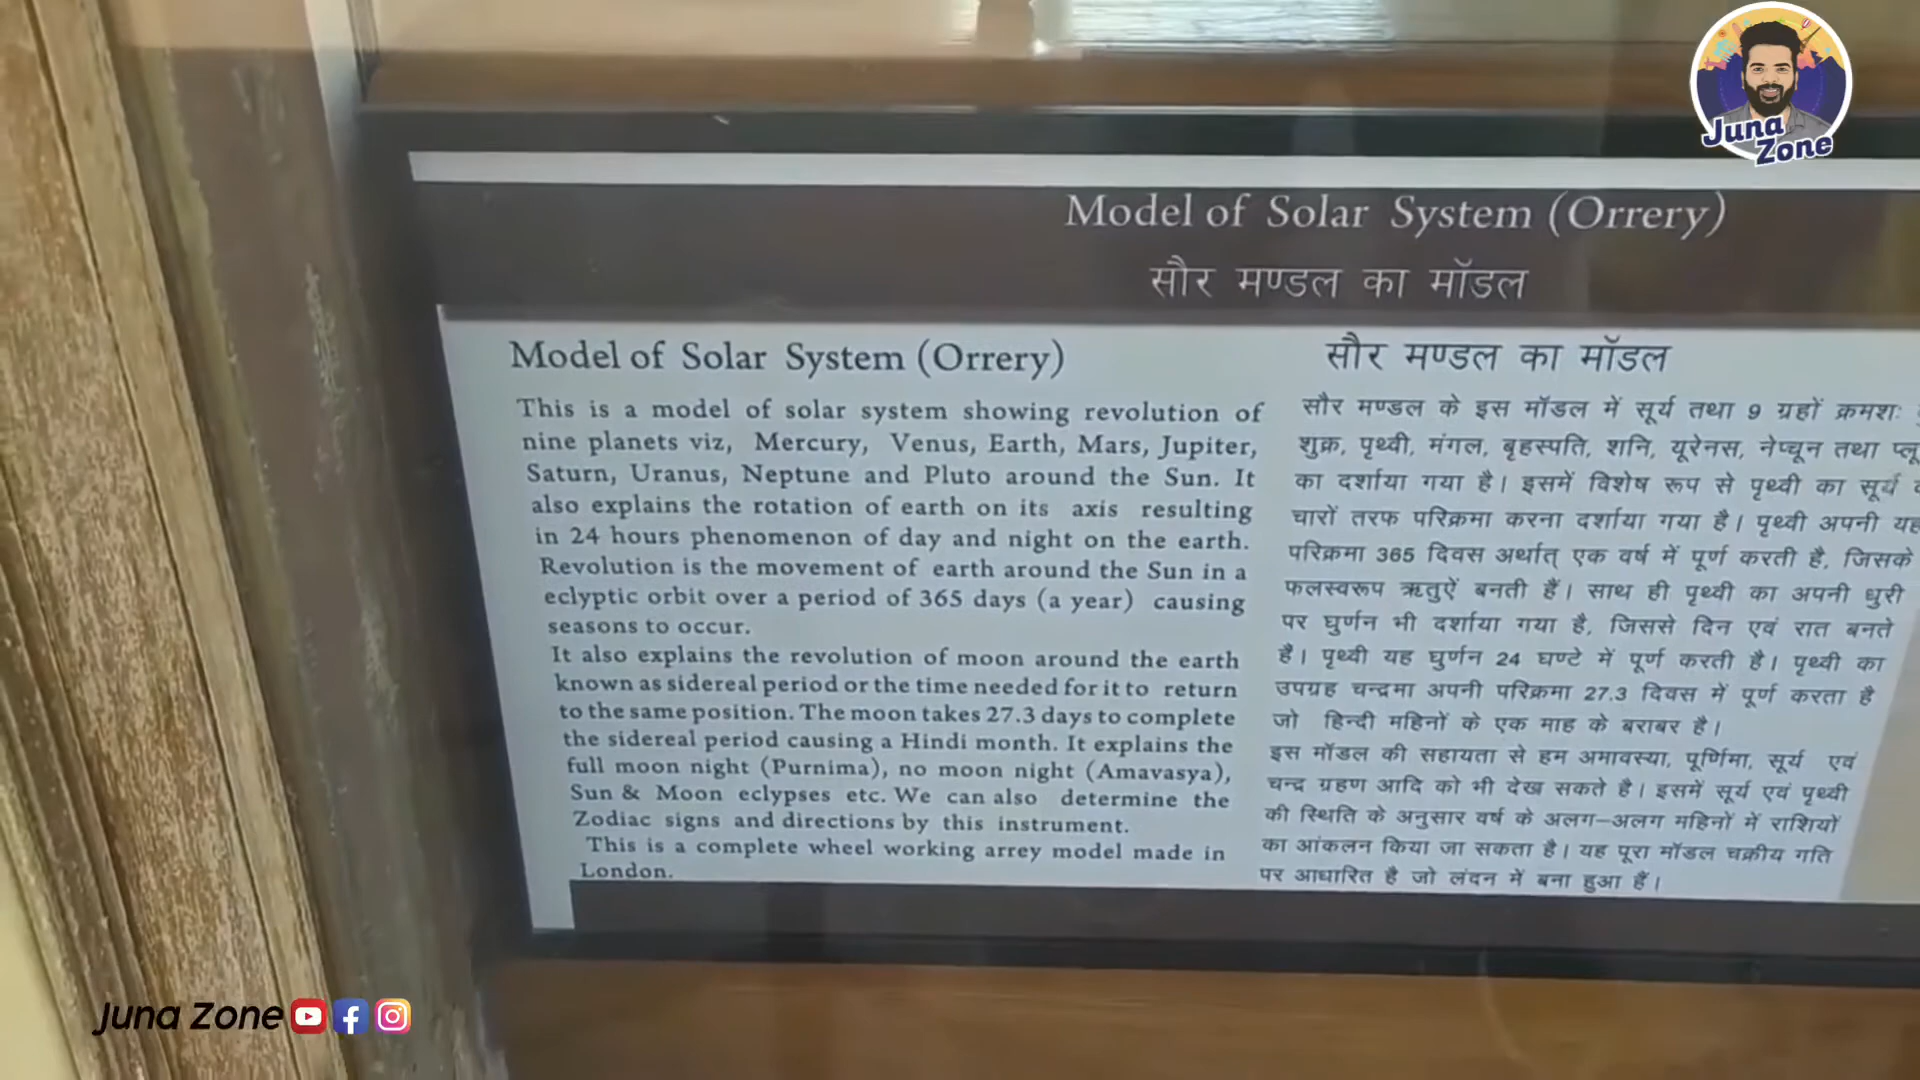 Juna
Zone
Model of Solar System (Orrery)
सौर मण्डल का मॉडल
Model of Solar System (Orrery)
This is a model of solar system showing revolution of
nine planets viz, Mercury, Venus, Earth, Mars, Jupiter,
Saturn, Uranus, Neptune and Pluto around the Sun. It
also explains the rotation of earth on its axis resulting
in 24 hours phenomenon of day and night on the earth.
Revolution is the movement of earth around the Sun in a
eclyptic orbit over a period of 365 days (a year) causing
seasons to occur.
It also explains the revolution of moon around the earth
known as sidereal period or the time needed for it to return
to the same position. The moon takes 27.3 days to complete
the sidereal period causing a Hindi month. It explains the
full moon night (Purnima), no moon night (Amavasya),
Sun & Moon eclypses etc. We can also determine the
Zodiac signs and directions by this instrument.
This is a complete wheel working arrey model made in
London.
सौर मण्डल का मॉडल
सौर मण्डल के इस मॉडल में सूर्य तथा 9 ग्रहों क्रमशः
शुक्र, पृथ्वी, मंगल, बृहस्पति, शनि, यूरेनस, नेप्चून तथा
का दर्शाया गया है। इसमें विशेष रूप से पृथ्वी का सूर्य
चारों तरफ परिक्रमा करना दर्शाया गया है। पृथ्वी अपनी
परिक्रमा 365 दिवस अर्थात् एक वर्ष में पूर्ण करती है, जिसके
फलस्वरूप ऋतुऐं बनती हैं। साथ ही पृथ्वी का अपनी धुरी
पर घुर्णन भी दर्शाया गया है, जिससे दिन एवं रात बनते
है। पृथ्वी यह घुर्णन 24 घण्टे में पूर्ण करती है। पृथ्वी का
उपग्रह चन्द्रमा अपनी परिक्रमा 27.3 दिवस में पूर्ण करता है
जो हिन्दी महिनों के एक माह के बराबर है।
इस मॉडल की सहायता से हम अमावस्या, पूर्णिमा, सूर्य एवं
चन्द्र ग्रहण आदि को भी देख सकते है। इसमें सूर्य एवं पृथ्वी
की स्थिति के अनुसार वर्ष के अलग–अलग महिनों में राशियों
का आंकलन किया जा सकता है। यह पूरा मॉडल चक्रीय गति
पर आधारित है जो लंदन में बना हुआ हैं।
Juna Zone